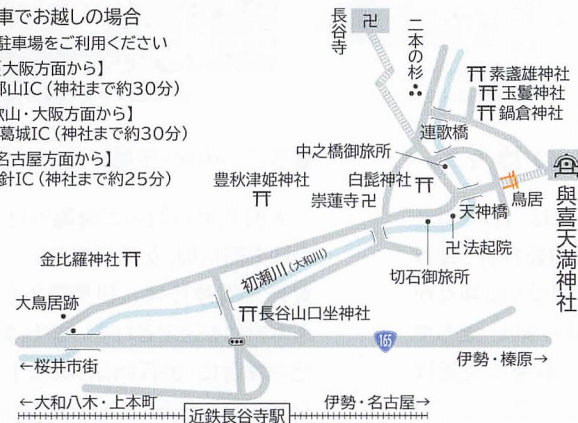 車でお越しの場合
駐車場をご利用ください
大阪方面から】
郡山IC(神社まで約30分)
歌山・大阪方面から】
葛城IC(神社まで約30分)
名古屋方面から】
針IC(神社まで約25分)
長谷寺
卍
二本の杉
素盞雄神社
玉鬘神社
鍋倉神社
連歌橋
中之橋御旅所
豊秋津姫神社
白髭神社
崇蓮寺卍
鳥居
天神橋
與喜天満神社
卍法起院
切石御旅所
金比羅神社
初瀬川(大和川)
大鳥居跡
長谷山口坐神社
165
←桜井市街
伊勢・榛原→
←大和八木・上本町
伊勢・名古屋→
近鉄長谷寺駅